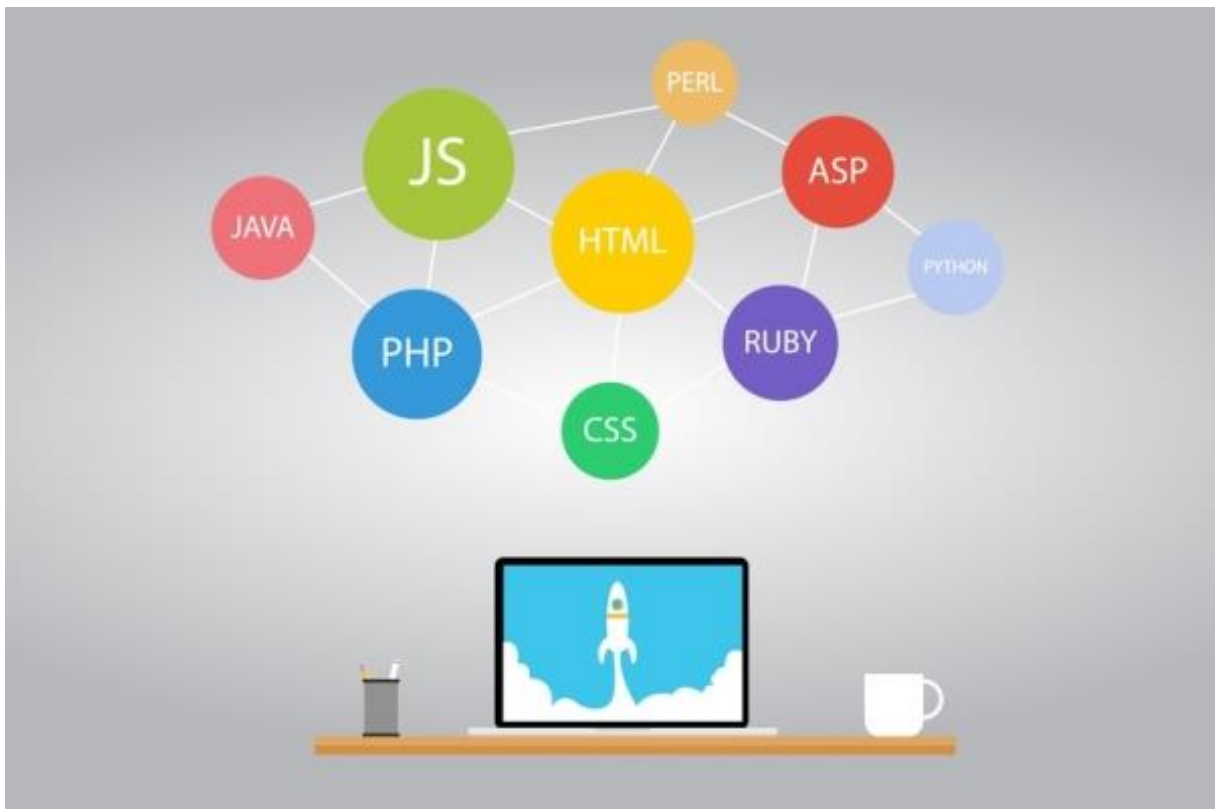 PERL
JS
ASP
JAVA
HTML
PYTHON
PHP
RUBY
CSS